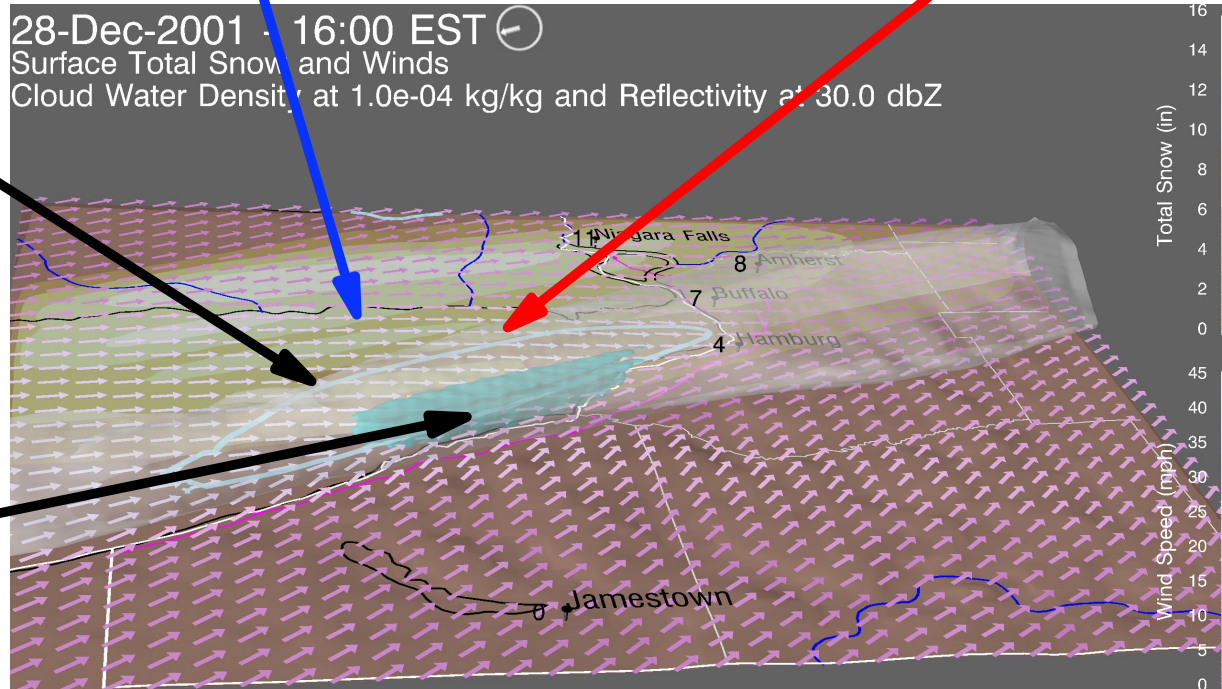 28-Dec-2001 - 16:00 EST
Surface Total Snow and Winds
Cloud Water Density at 1.0e-04 kg/kg and Reflectivity at 30.0 dbZ
16
14
12
10
8
6
4
2
0
Total Snow (in)
45
40
35
30
25
20
15
10
5
0
Wind Speed (mph)
11 Niagara Falls
8 Amherst
7 Buffalo
4 Hamburg
0 Jamestown